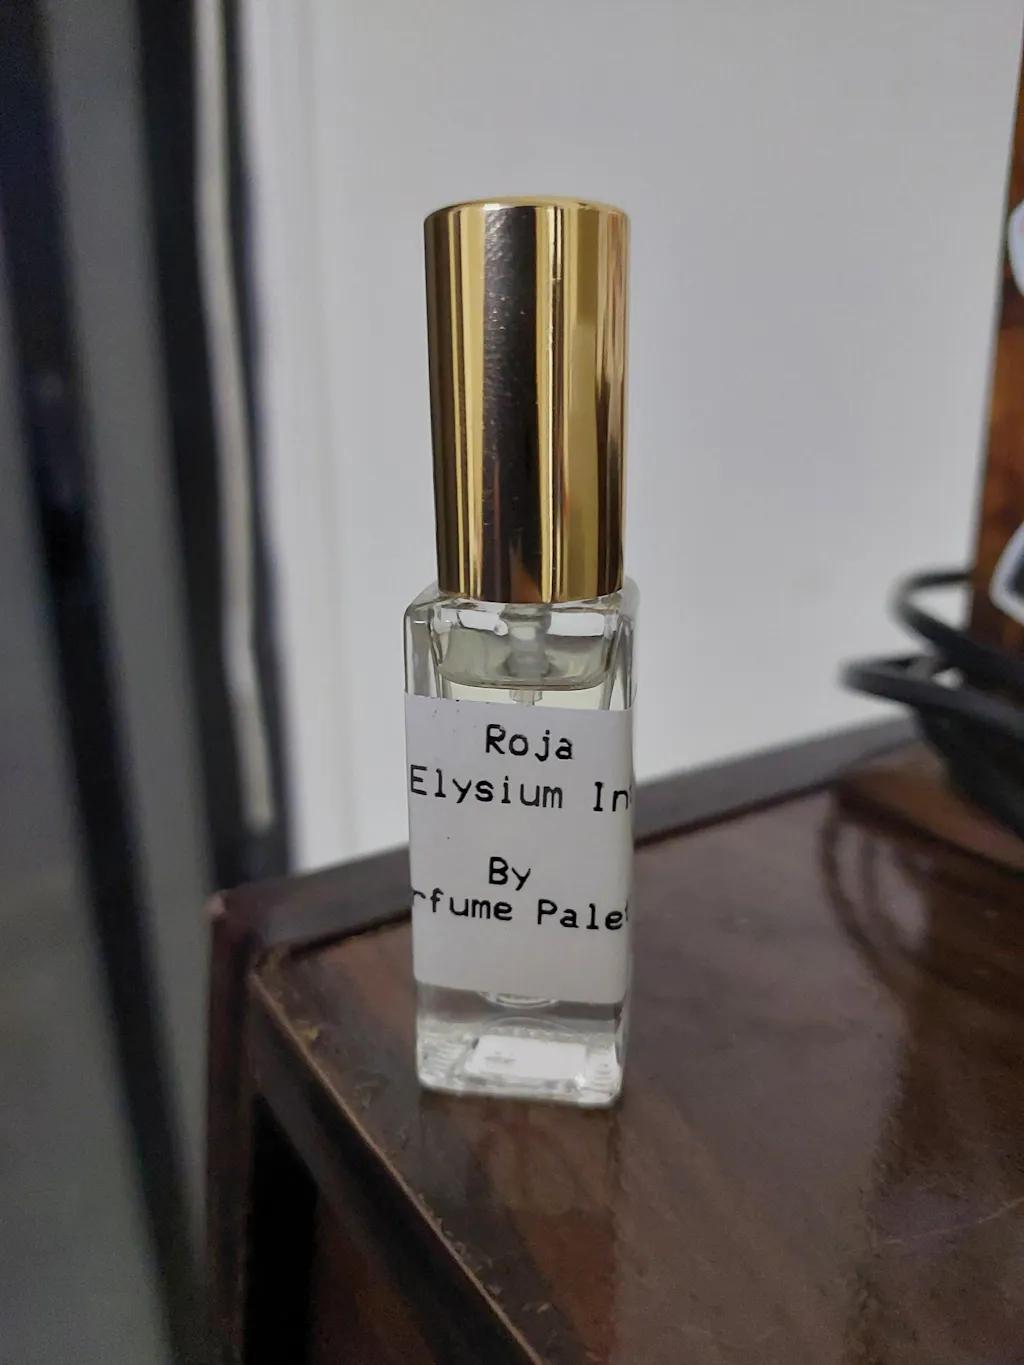 Roja
Elysium In
By
rfume Pale